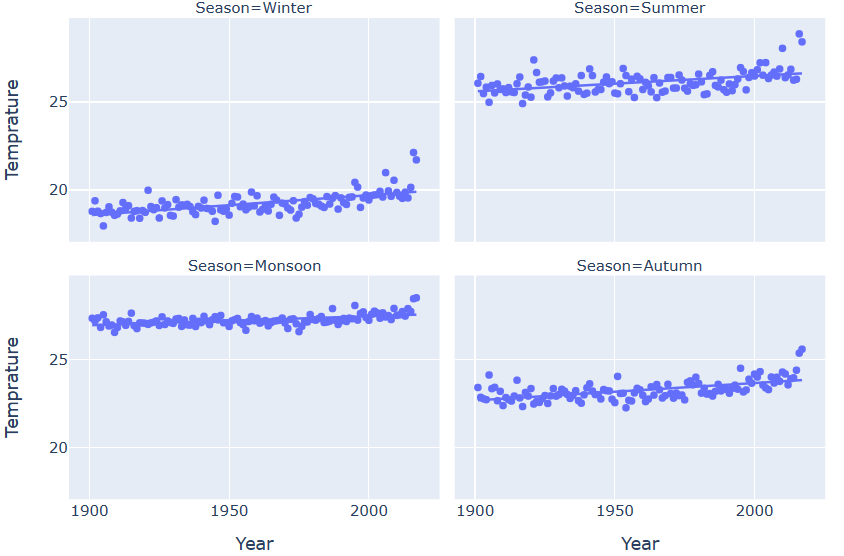 Season=Winter
Season=Summer
Temprature
25
20
Season=Monsoon
Season=Autumn
Temprature
25
20
1900
1950
2000
1900
1950
2000
Year
Year